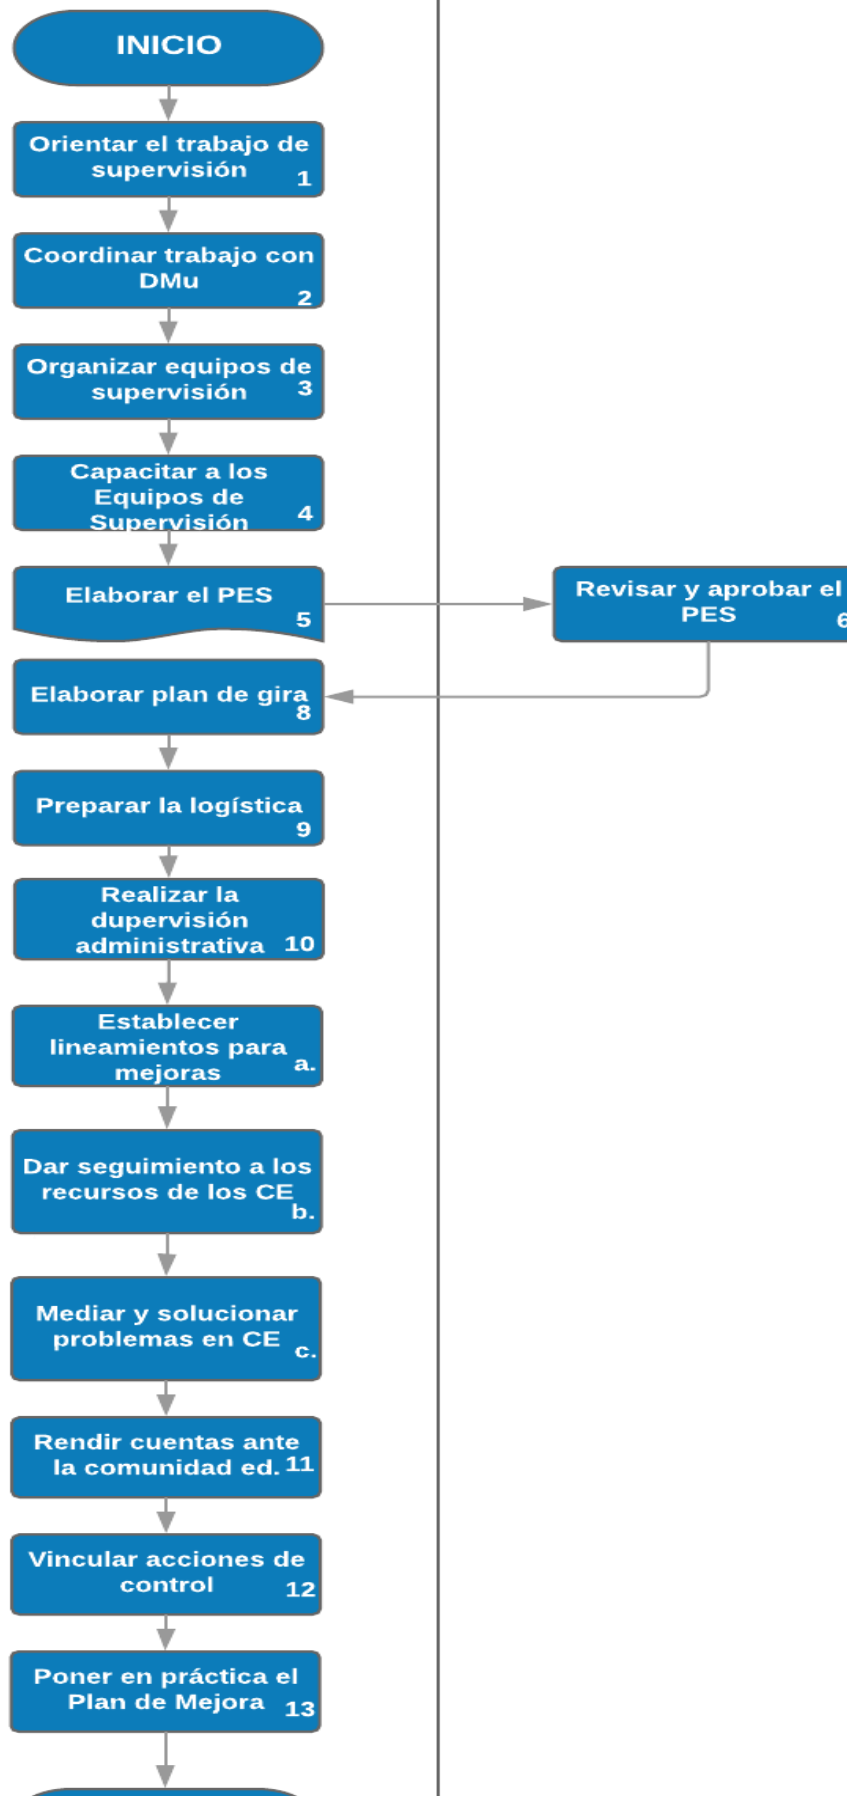 INICIO
Orientar el trabajo de
supervisión
1
Coordinar trabajo con
DMu
2
Organizar equipos de
supervisión
3
Capacitar a los
Equipos de
Supervisión
4
Elaborar el PES
5
Revisar y aprobar el
PES
6
Elaborar plan de gira
8
Preparar la logística
9
Realizar la
dupervisión
administrativa
10
Establecer
lineamientos para
mejoras
a.
Dar seguimiento a los
recursos de los CE
b.
Mediar y solucionar
problemas en CE
c.
Rendir cuentas ante
la comunidad ed.
11
Vincular acciones de
control
12
Poner en práctica el
Plan de Mejora
13